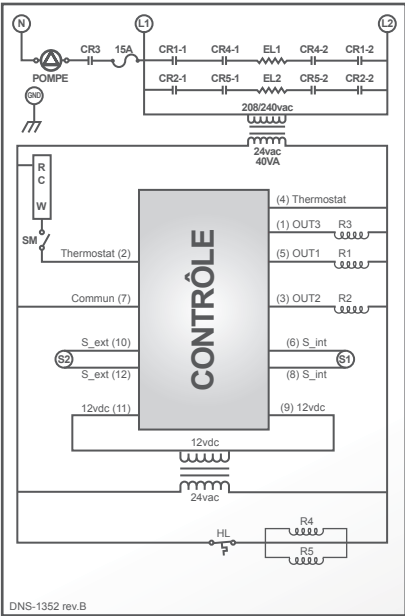 N
L1
L2
CR3
15A
CR1-1
CR4-1
EL1
CR4-2
CR1-2
POMPE
CR2-1
CR5-1
EL2
CR5-2
CR2-2
GND
208/240vac
24vac
40VA
R
C
W
SM
CONTRÔLE
(4) Thermostat
(1) OUT3
R3
Thermostat (2)
(5) OUT1
R1
Commun (7)
(3) OUT2
R2
S_ext (10)
(6) S_int
S2
S1
S_ext (12)
(8) S_int
12vdc (11)
(9) 12vdc
12vdc
24vac
HL
R4
R5
DNS-1352 rev.B